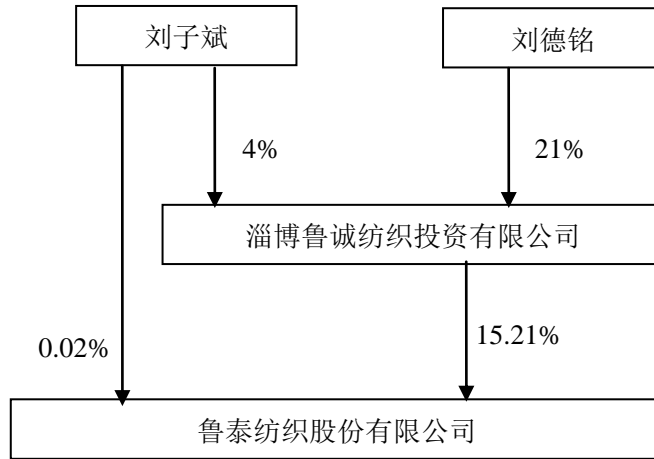 刘子斌
刘德铭
4%
21%
淄博鲁诚纺织投资有限公司
0.02%
15.21%
鲁泰纺织股份有限公司